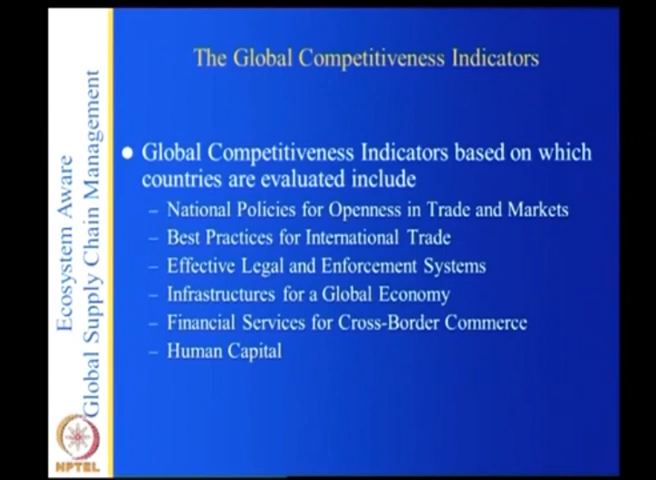 The Global Competitiveness Indicators
Global Competitiveness Indicators based on which
countries are evaluated include
– National Policies for Openness in Trade and Markets
– Best Practices for International Trade
– Effective Legal and Enforcement Systems
– Infrastructures for a Global Economy
– Financial Services for Cross-Border Commerce
– Human Capital
Ecosystem Aware
Global Supply Chain Management
NPTEL